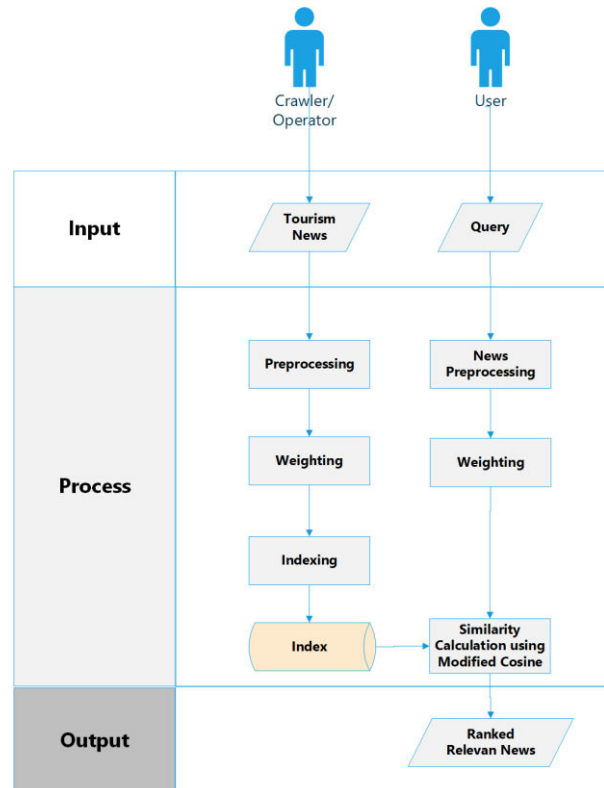 Crawler/
Operator
User
Input
Tourism
News
Query
Process
Preprocessing
News
Preprocessing
Weighting
Weighting
Indexing
Index
Similarity
Calculation using
Modified Cosine
Output
Ranked
Relevan News